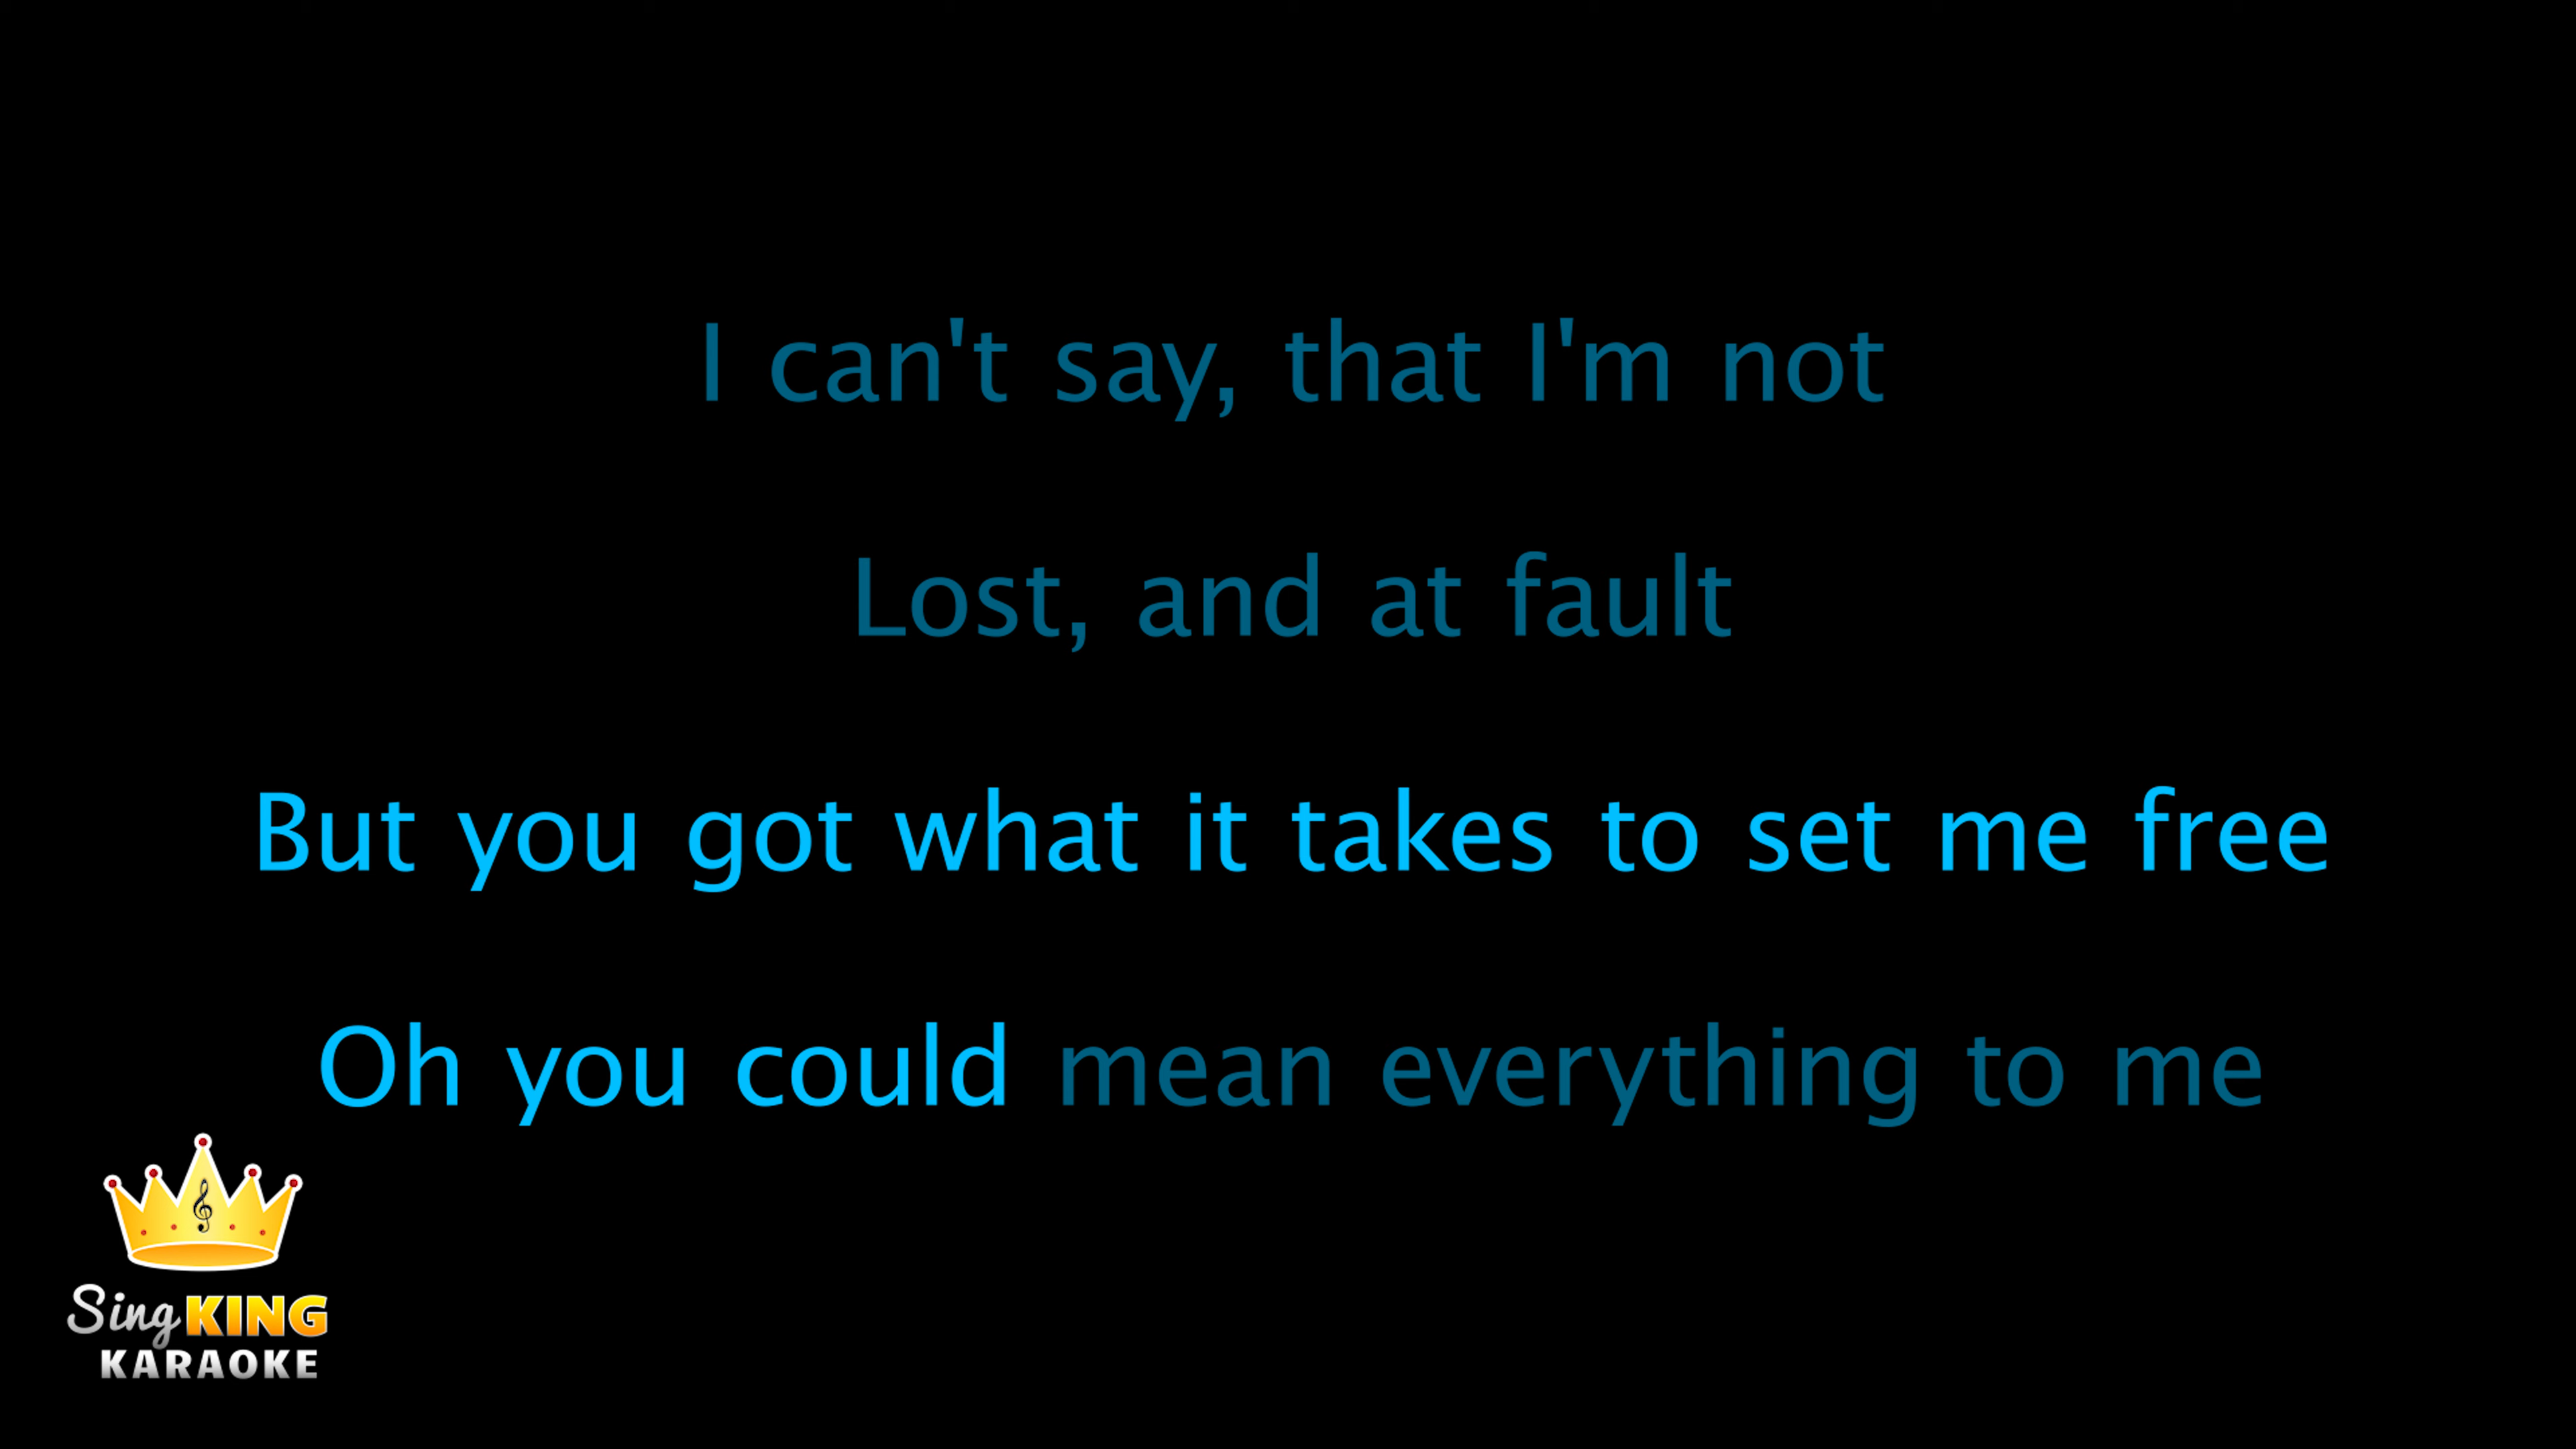 I can't say, that I'm not
Lost, and at fault
But you got what it takes to set me free
Oh you could mean everything to me
Sing KING
KARAOKE